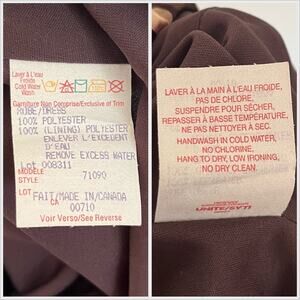 Laver à L'eau
Froide
Cold Water
Wash
Garniture Non Comprise/Exclusive of Trim
ROBE/DRESS
100% POLYESTER
100% (LINING) POLYESTER
ENLEVER L'EXCEDENT
D'EAU
REMOVE EXCESS WATER
Lot 008311
MODELE
STYLE 71090
LOT
FAIT/MADE IN/CANADA
CA 00710
Voir Verso/See Reverse
LAVER À LA MAIN À L'EAU FROIDE,
PAS DE CHLORE,
SUSPENDRE POUR SÉCHER,
REPASSER À BASSE TEMPÉRATURE.
NE PAS NETTOYER À SEC.
HANDWASH IN COLD WATER,
NO CHLORINE.
HANG TO DRY, LOW IRONING,
NO DRY CLEAN.